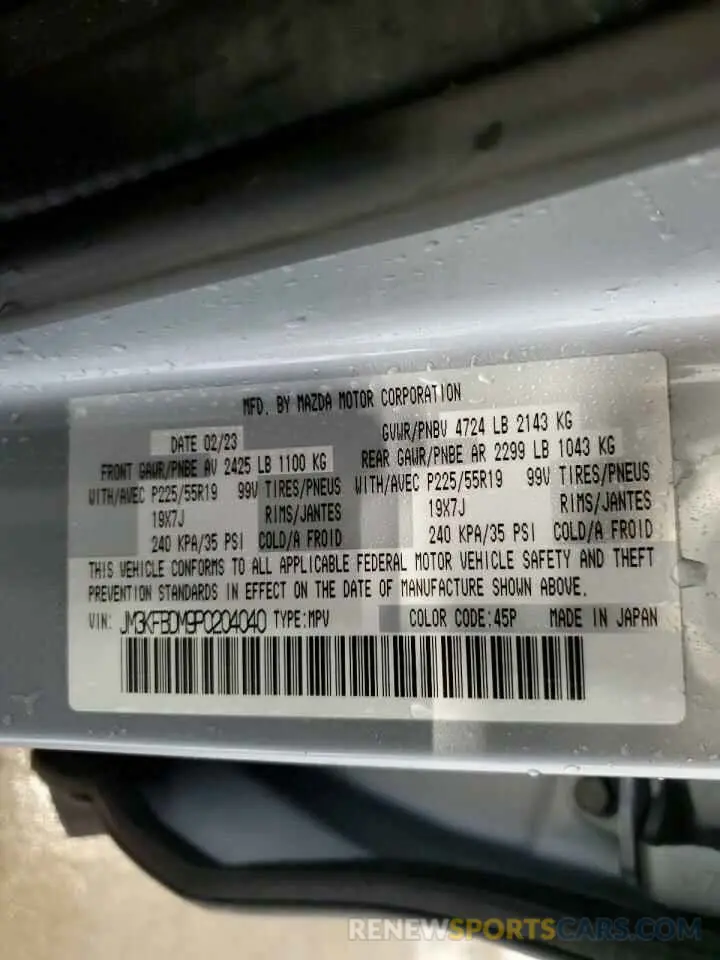 MFD. BY MAZDA MOTOR CORPORATION
DATE 02/23 GVWR/PNBV 4724 LB 2143 KG
FRONT GAWR/PNBE AV 2425 LB 1100 KG REAR GAWR/PNBE AR 2299 LB 1043 KG
WITH/AVEC P225/55R19 99V TIRES/PNEUS WITH/AVEC P225/55R19 99V TIRES/PNEUS
19X7J RIMS/JANTES 19X7J RIMS/JANTES
240 KPA/35 PSI COLD/A FROID 240 KPA/35 PSI COLD/A FROID
THIS VEHICLE CONFORMS TO ALL APPLICABLE FEDERAL MOTOR VEHICLE SAFETY AND THEFT
PREVENTION STANDARDS IN EFFECT ON THE DATE OF MANUFACTURE SHOWN ABOVE.
VIN: JM3KFBDM9P0204040 TYPE:MPV COLOR CODE:45P MADE IN JAPAN
RENEWSPORTSCARS.COM